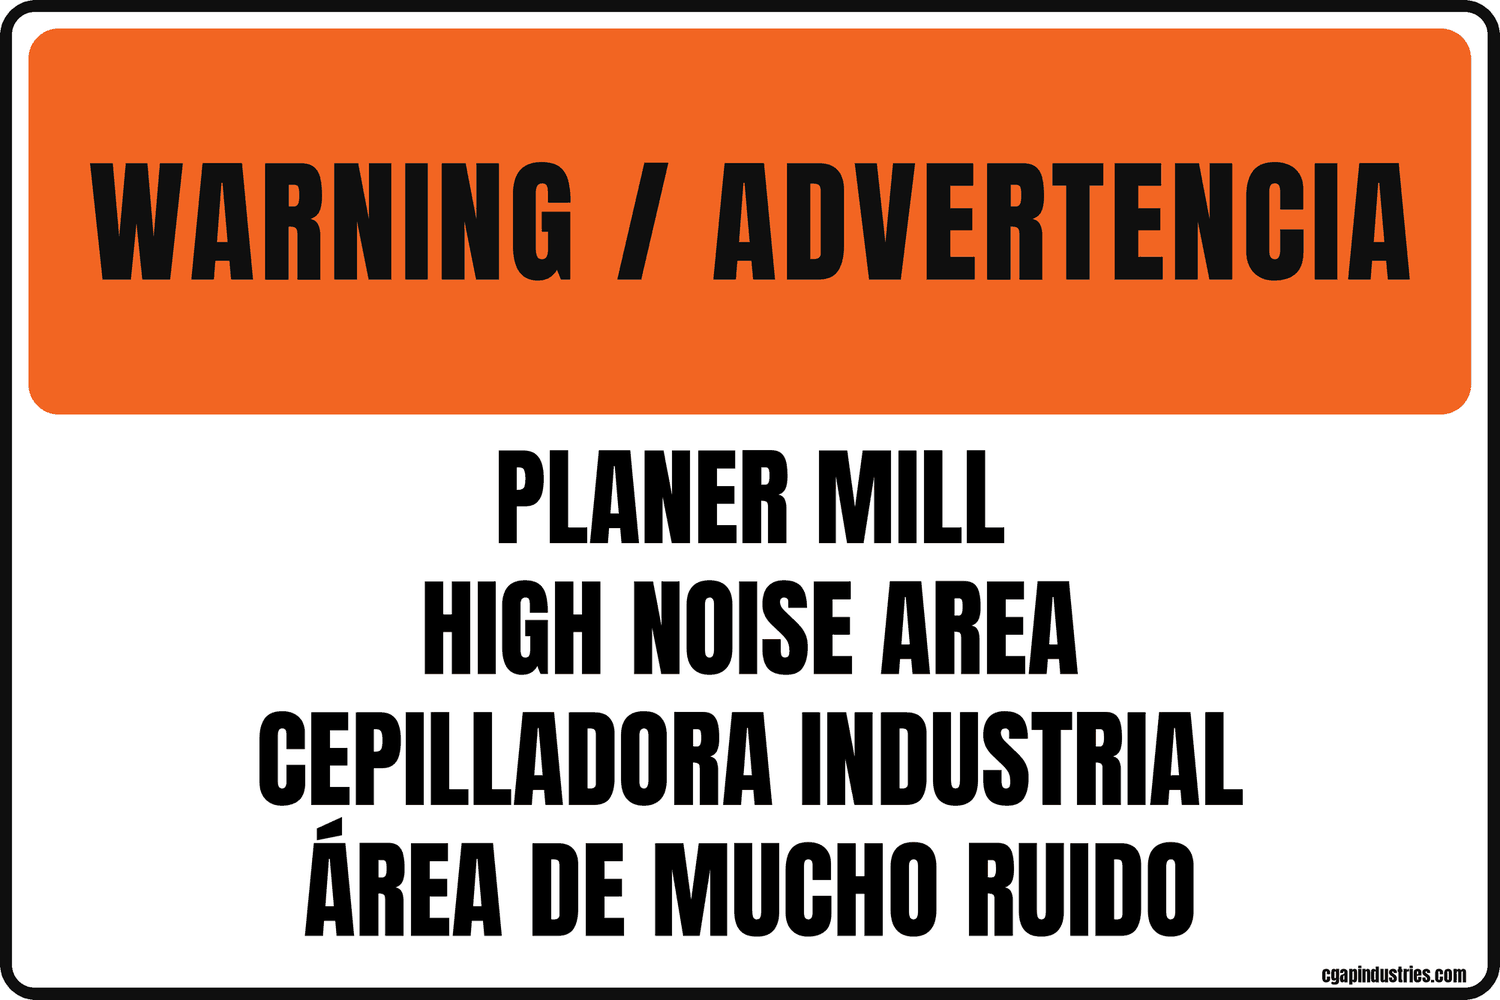 WARNING / ADVERTENCIA
PLANER MILL
HIGH NOISE AREA
CEPILLADORA INDUSTRIAL
ÁREA DE MUCHO RUIDO
cgapindustries.com